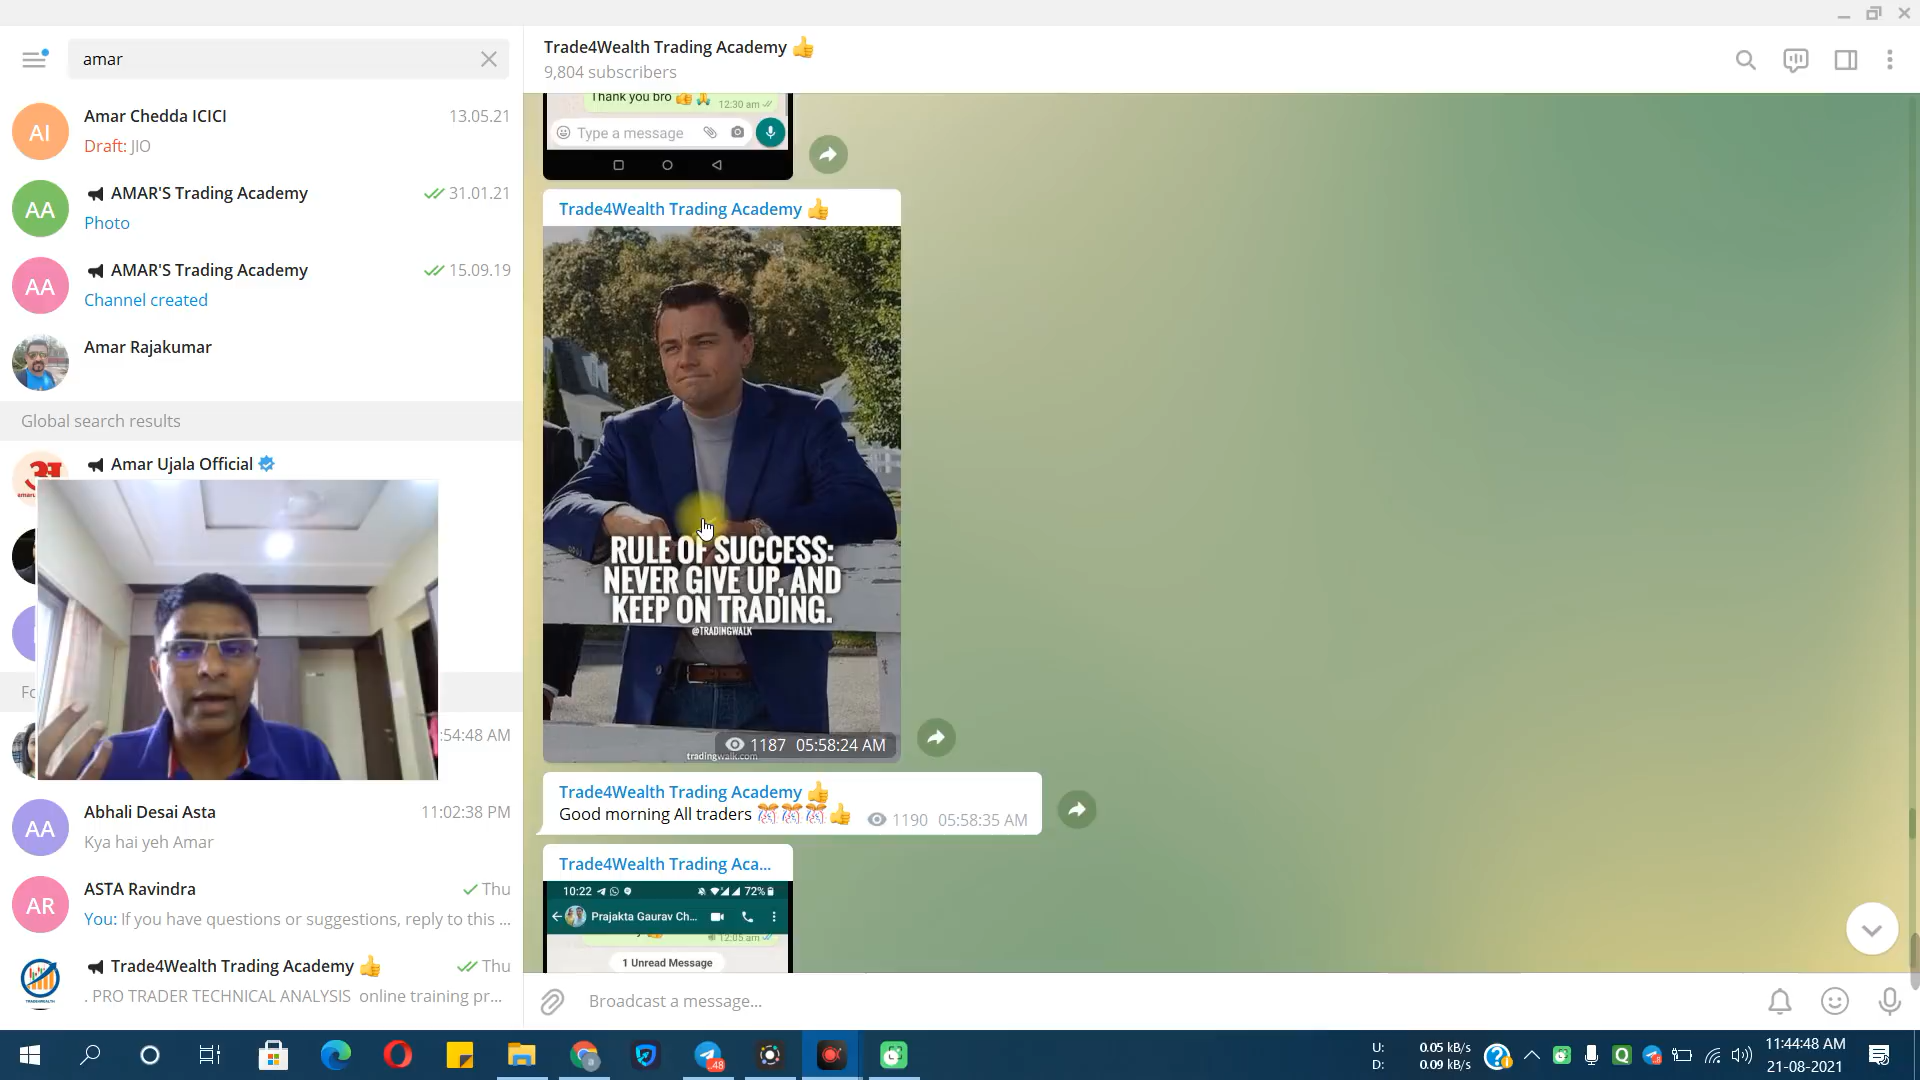 amar
Amar Chedda ICICI
13.05.21
Draft: JIO
AI
AMAR'S Trading Academy
31.01.21
Photo
AA
AMAR'S Trading Academy
15.09.19
Channel created
AA
Amar Rajakumar
Global search results
Amar Ujala Official
Fo
:54:48 AM
Abhali Desai Asta
11:02:38 PM
Kya hai yeh Amar
AA
ASTA Ravindra
Thu
You: If you have questions or suggestions, reply to this ...
AR
Trade4Wealth Trading Academy 👍
Thu
. PRO TRADER TECHNICAL ANALYSIS online training pr...
Trade4Wealth Trading Academy 👍
9,804 subscribers
Thank you bro 👍 🙏
12:30 am
Type a message
Trade4Wealth Trading Academy 👍
RULE OF SUCCESS:
NEVER GIVE UP, AND
KEEP ON TRADING.
@TRADINGWALK
1187 05:58:24 AM
tradingwalk.com
Trade4Wealth Trading Academy 👍
Good morning All traders 🎊🎊🎊👍
1190 05:58:35 AM
Trade4Wealth Trading Aca...
10:22
72%
Prajakta Gaurav Ch...
12:05 am
1 Unread Message
Broadcast a message...
48
U: 0.05 kB/s
D: 0.09 kB/s
11:44:48 AM
21-08-2021